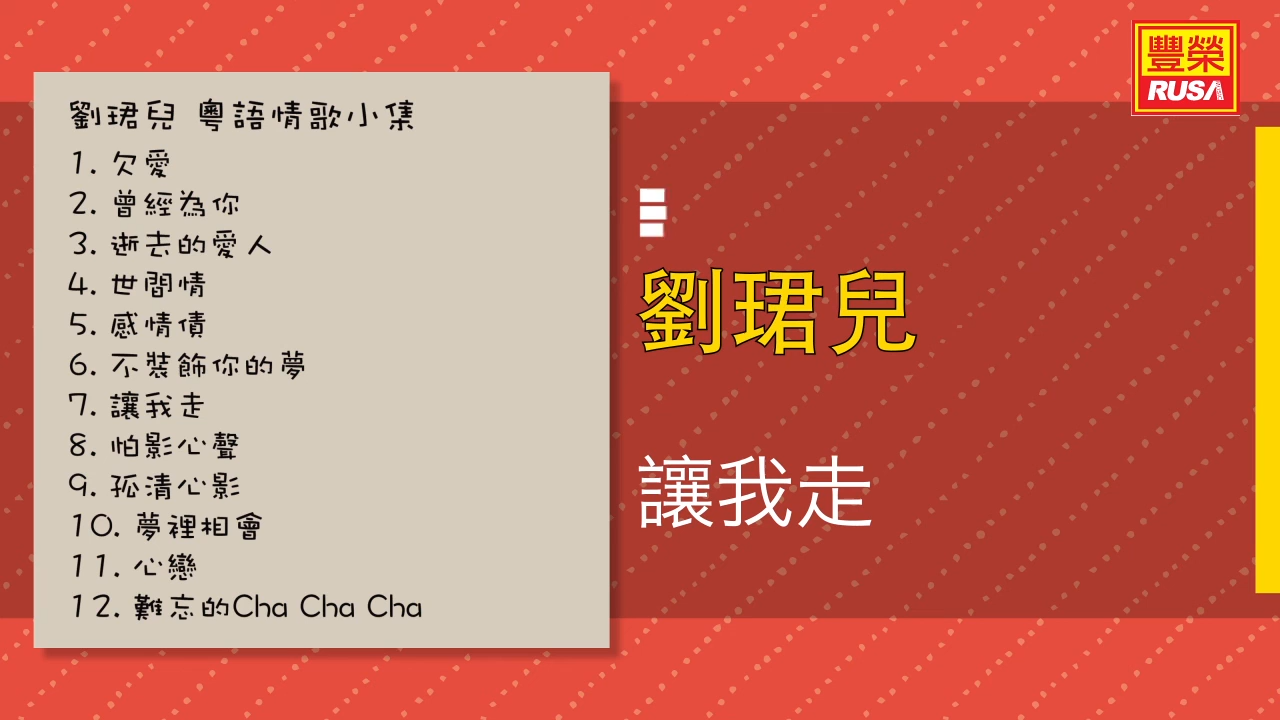 劉珺兒 粵語情歌小集
1. 欠愛
2. 曾經為你
3. 逝去的愛人
4. 世間情
5. 感情債
6. 不裝飾你的夢
7. 讓我走
8. 怕影心聲
9. 孤清心影
10. 夢裡相會
11. 心戀
12. 難忘的Cha Cha Cha
豐榮
RUSA
劉珺兒
讓我走